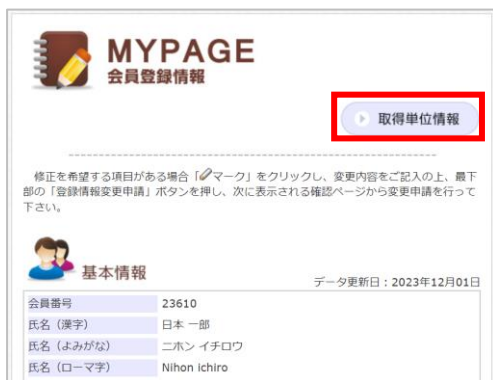 MYPAGE
会員登録情報
取得単位情報
修正を希望する項目がある場合「マーク」をクリックし、変更内容をご記入の上、最下
部の「登録情報変更申請」ボタンを押し、次に表示される確認ページから変更申請を行って
下さい。
基本情報
データ更新日：2023年12月01日
会員番号 23610
氏名（漢字） 日本 一郎
氏名（よみがな） ニホン イチロウ
氏名（ローマ字） Nihon ichiro